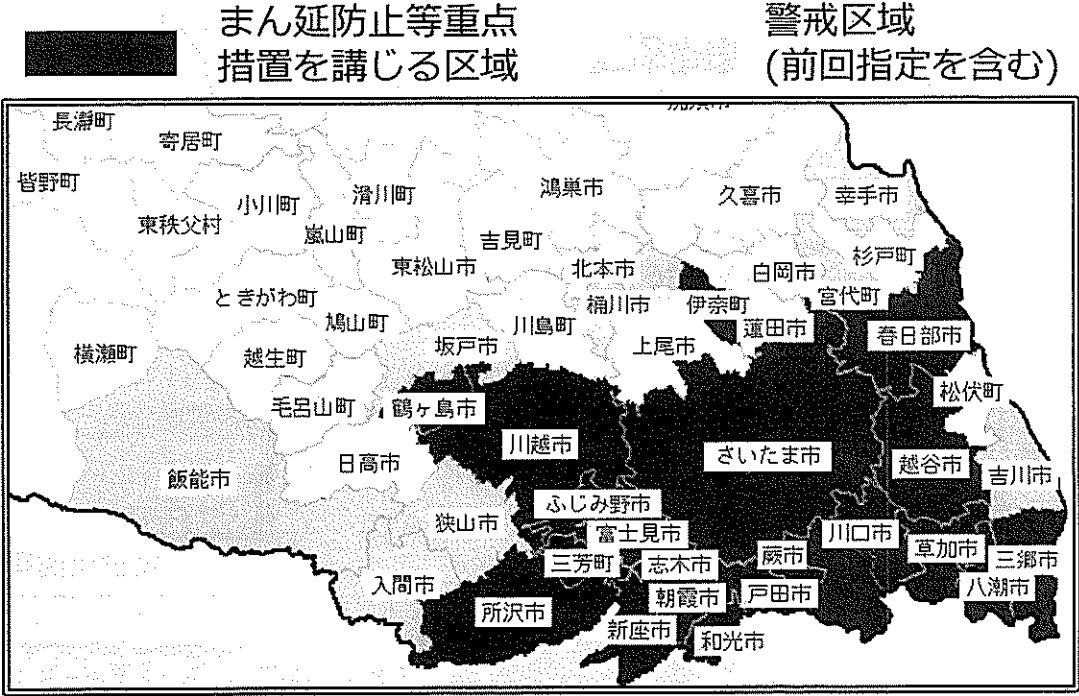 まん延防止等重点
措置を講じる区域
警戒区域
(前回指定を含む)
長瀞町
寄居町
皆野町
小川町
滑川町
鴻巣市
久喜市
幸手市
東秩父村
嵐山町
吉見町
杉戸町
東松山市
北本市
白岡市
ときがわ町
桶川市
伊奈町
宮代町
鳩山町
川島町
蓮田市
春日部市
横瀬町
越生町
坂戸市
上尾市
松伏町
毛呂山町
鶴ヶ島市
川越市
さいたま市
越谷市
吉川市
飯能市
日高市
狭山市
ふじみ野市
富士見市
川口市
草加市
三郷市
三芳町
志木市
蕨市
入間市
所沢市
朝霞市
戸田市
八潮市
新座市
和光市